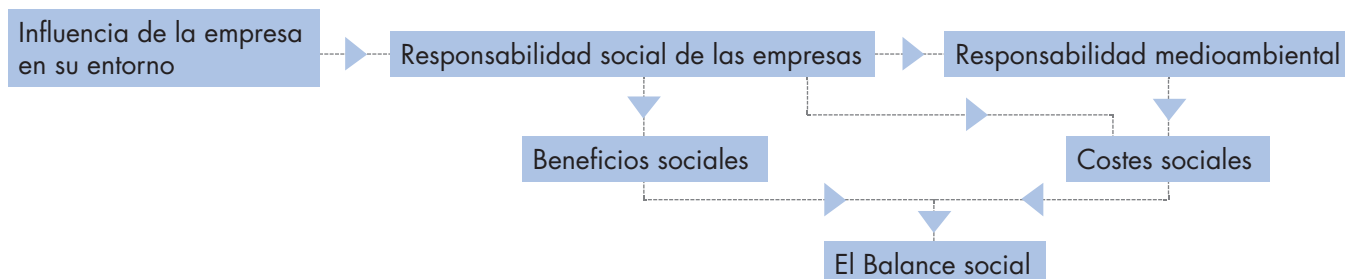 Influencia de la empresa
en su entorno
Responsabilidad social de las empresas
Responsabilidad medioambiental
Beneficios sociales
Costes sociales
El Balance social